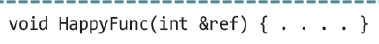 void HappyFunc(int &ref) { . . . . }